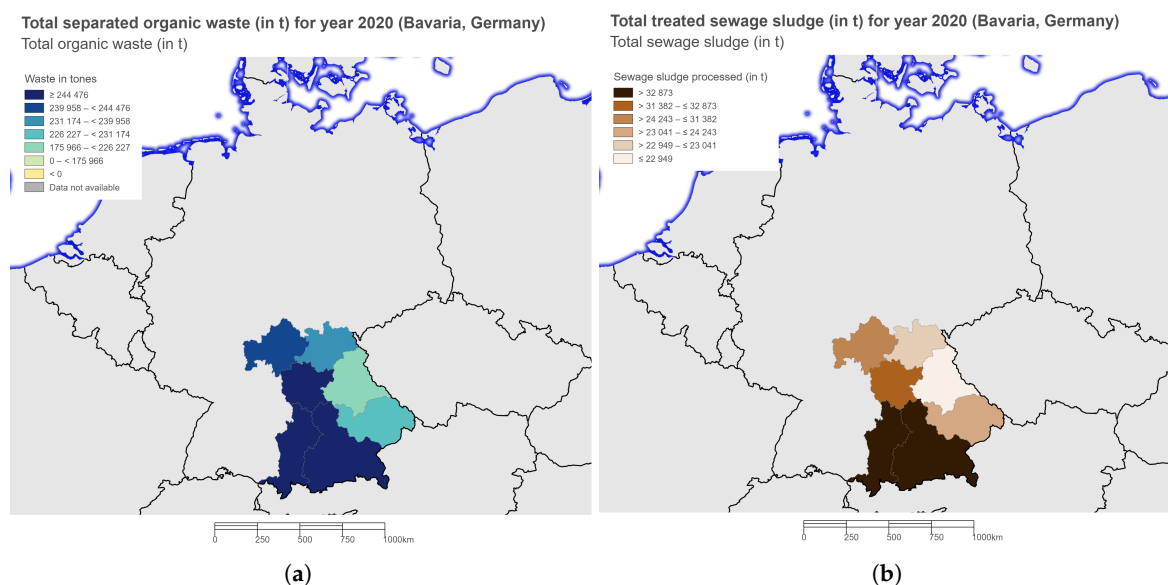 Total separated organic waste (in t) for year 2020 (Bavaria, Germany)
Total organic waste (in t)
Waste in tones
≥ 244 476
239 958 – < 244 476
231 174 – < 239 958
226 227 – < 231 174
175 966 – < 226 227
0 – < 175 966
< 0
Data not available
0 250 500 750 1000km
(a)
Total treated sewage sludge (in t) for year 2020 (Bavaria, Germany)
Total sewage sludge (in t)
Sewage sludge processed (in t)
> 32 873
> 31 382 – ≤ 32 873
> 24 243 – ≤ 31 382
> 23 041 – ≤ 24 243
> 22 949 – ≤ 23 041
≤ 22 949
0 250 500 750 1000km
(b)